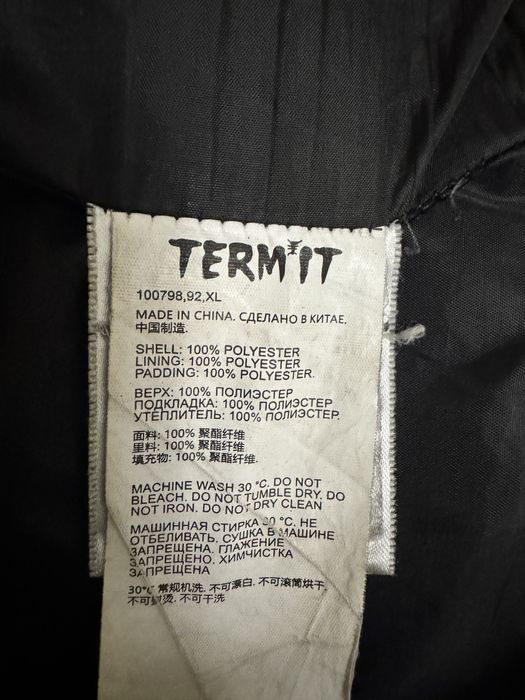 TERMIT
100798,92,XL
MADE IN CHINA. СДЕЛАНО В КИТАЕ.
中国制造.
SHELL: 100% POLYESTER
LINING: 100% POLYESTER
PADDING: 100% POLYESTER.
ВЕРХ: 100% ПОЛИЭСТЕР
ПОДКЛАДКА: 100% ПОЛИЭСТЕР
УТЕПЛИТЕЛЬ: 100% ПОЛИЭСТЕР.
面料: 100% 聚酯纤维
里料: 100% 聚酯纤维
填充物: 100% 聚酯纤维.
MACHINE WASH 30 °C. DO NOT
BLEACH. DO NOT TUMBLE DRY. DO
NOT IRON. DO NOT DRY CLEAN
МАШИННАЯ СТИРКА 30 °C. НЕ
ОТБЕЛИВАТЬ. СУШКА В МАШИНЕ
ЗАПРЕЩЕНА. ГЛАЖЕНИЕ
ЗАПРЕЩЕНО. ХИМЧИСТКА
ЗАПРЕЩЕНА
30°C 常规机洗. 不可漂白. 不可滚筒烘干.
不可熨烫. 不可干洗